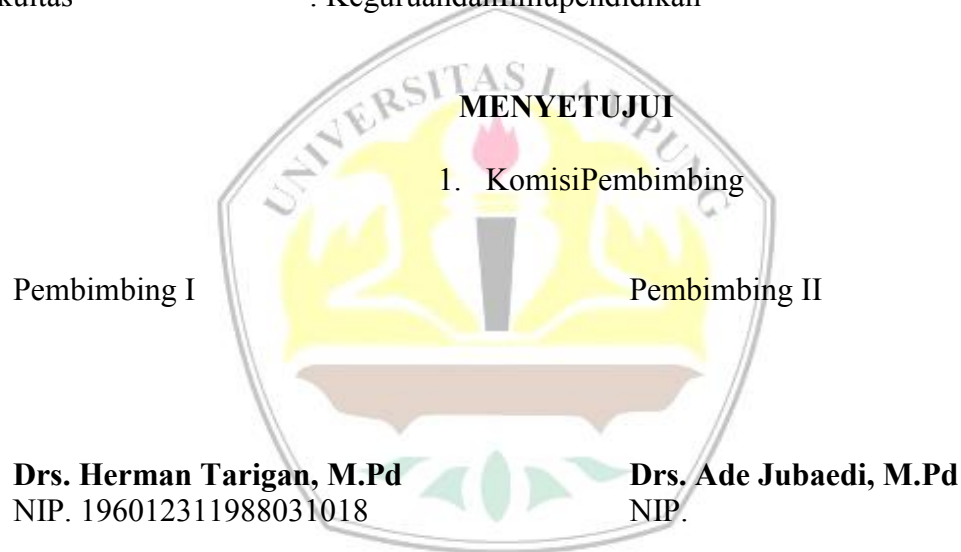 kultas : KeguruandanIlmupendidikan
UNIVERSITAS LAMPUNG
MENYETUJUI
1. KomisiPembimbing
Pembimbing I Pembimbing II
Drs. Herman Tarigan, M.Pd Drs. Ade Jubaedi, M.Pd
NIP. 196012311988031018 NIP.